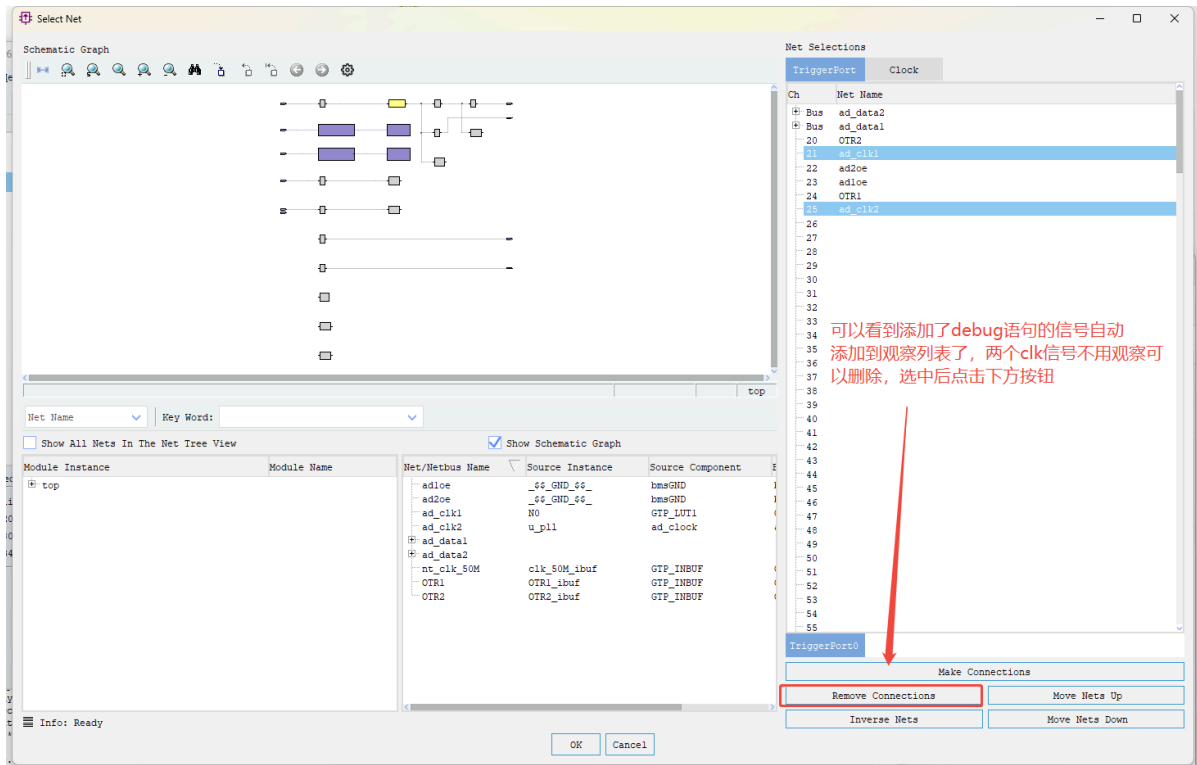 Select Net
Schematic Graph
top
Net Name
Key Word:
Show All Nets In The Net Tree View
Show Schematic Graph
Module Instance Module Name
top
Net/Netbus Name Source Instance Source Component
ad1oe _$$_GND_$$_ bmsGND
ad2oe _$$_GND_$$_ bmsGND
ad_clk1 N0 GTP_LUT1
ad_clk2 u_pll ad_clock
ad_data1
ad_data2
nt_clk_50M clk_50M_ibuf GTP_INBUF
OTR1 OTR1_ibuf GTP_INBUF
OTR2 OTR2_ibuf GTP_INBUF
Info: Ready
OK Cancel
Net Selections
TriggerPort Clock
Ch Net Name
Bus ad_data2
Bus ad_data1
20 OTR2
21 ad_clk1
22 ad2oe
23 ad1oe
24 OTR1
25 ad_clk2
26
27
28
29
30
31
32
33
34
35
36
37
38
39
40
41
42
43
44
45
46
47
48
49
50
51
52
53
54
55
可以看到添加了debug语句的信号自动
添加到观察列表了，两个clk信号不用观察可
以删除，选中后点击下方按钮
TriggerPort0
Make Connections
Remove Connections Move Nets Up
Inverse Nets Move Nets Down